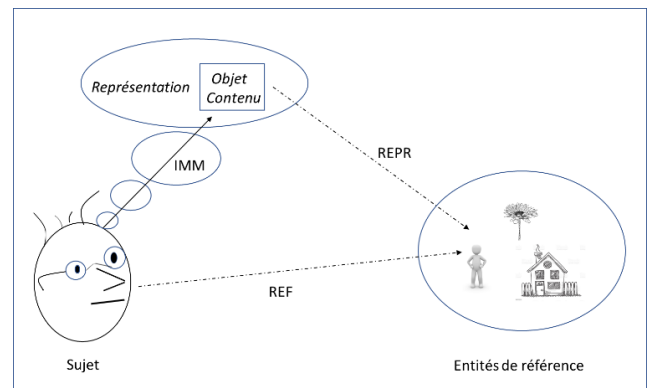 Représentation
Objet
Contenu
IMM
REPR
REF
Sujet
Entités de référence